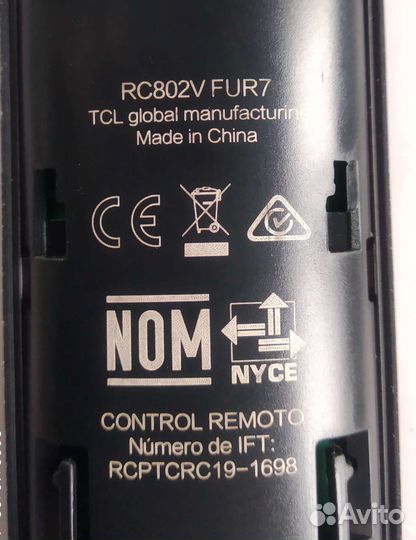 RC802V FUR7
TCL global manufacturing
Made in China
CE
NOM
NYCE
CONTROL REMOTO
Número de IFT:
RCPTCRC19-1698
Avito